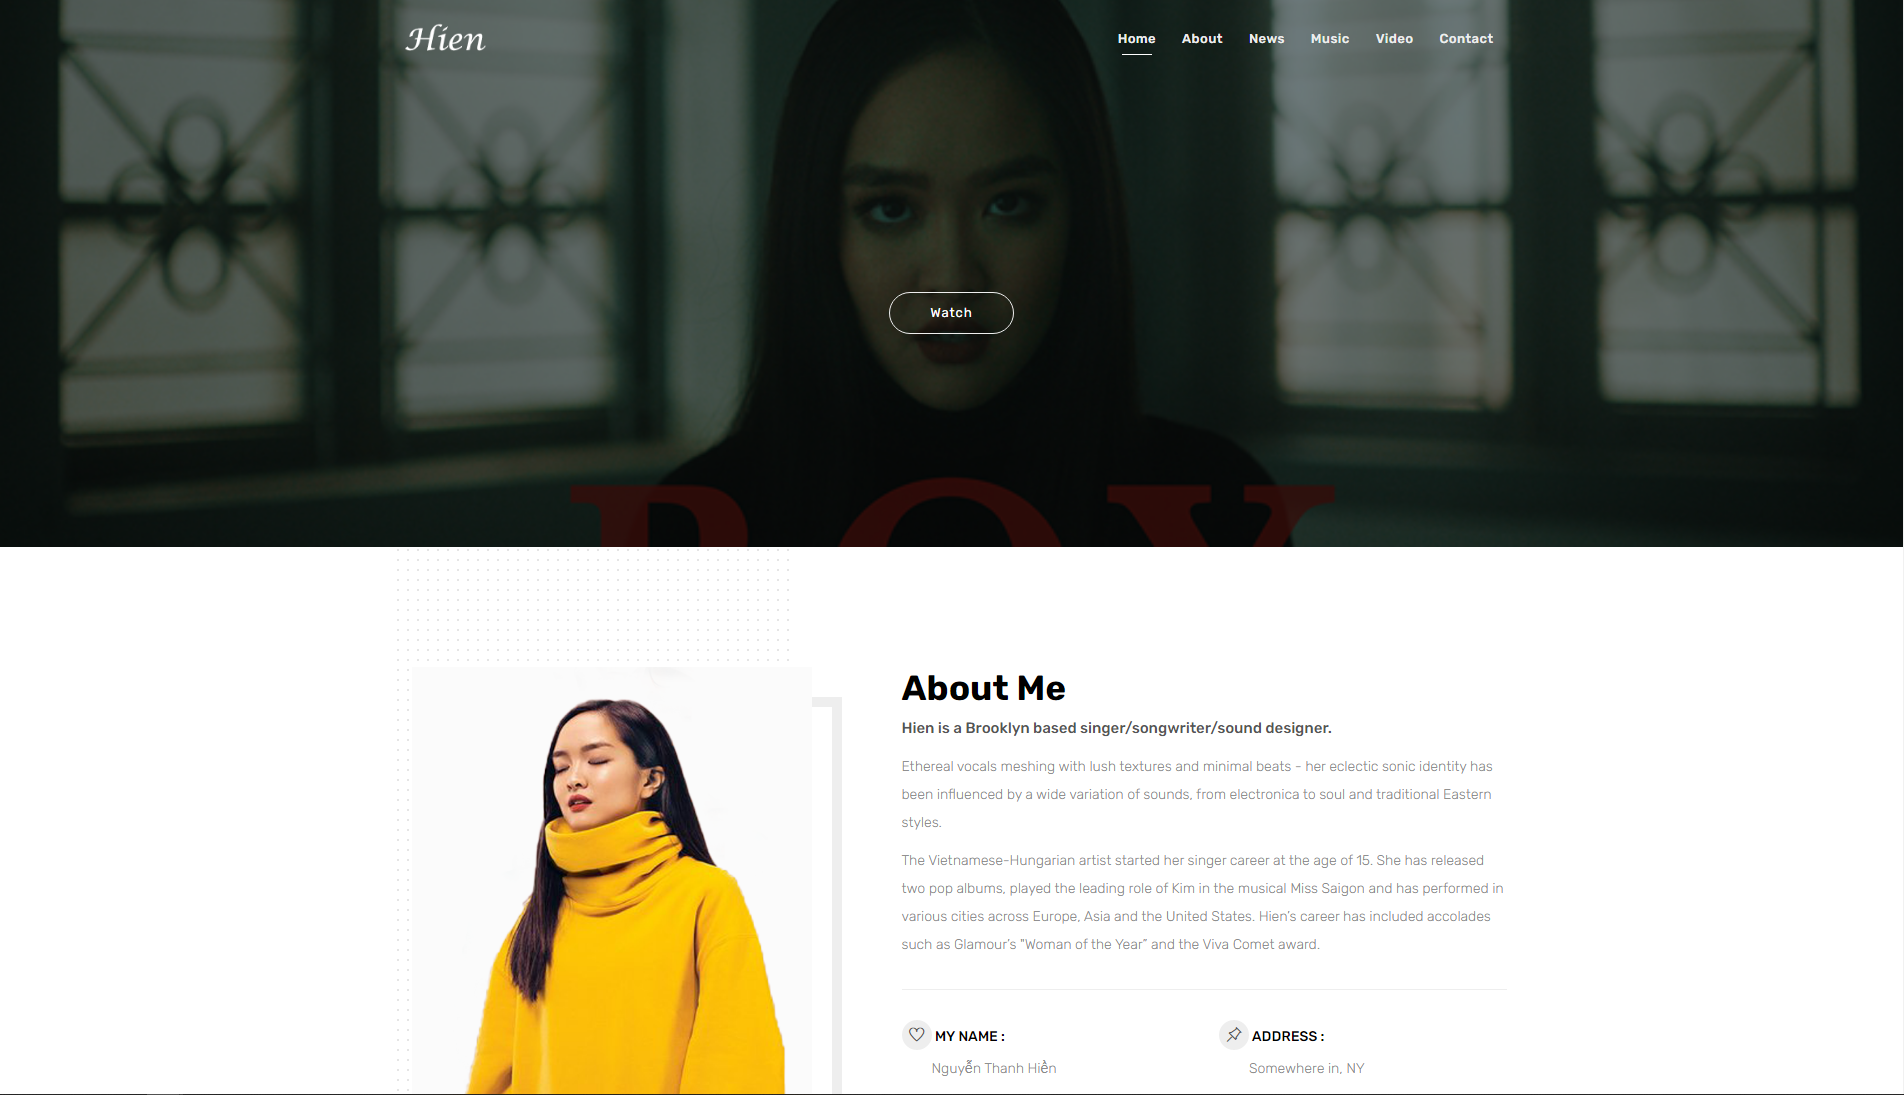 Hien
Home About News Music Video Contact
Watch
BOY
About Me
Hien is a Brooklyn based singer/songwriter/sound designer.
Ethereal vocals meshing with lush textures and minimal beats - her eclectic sonic identity has
been influenced by a wide variation of sounds, from electronica to soul and traditional Eastern
styles.
The Vietnamese-Hungarian artist started her singer career at the age of 15. She has released
two pop albums, played the leading role of Kim in the musical Miss Saigon and has performed in
various cities across Europe, Asia and the United States. Hien’s career has included accolades
such as Glamour’s "Woman of the Year” and the Viva Comet award.
MY NAME :
Nguyễn Thanh Hiền
ADDRESS :
Somewhere in, NY